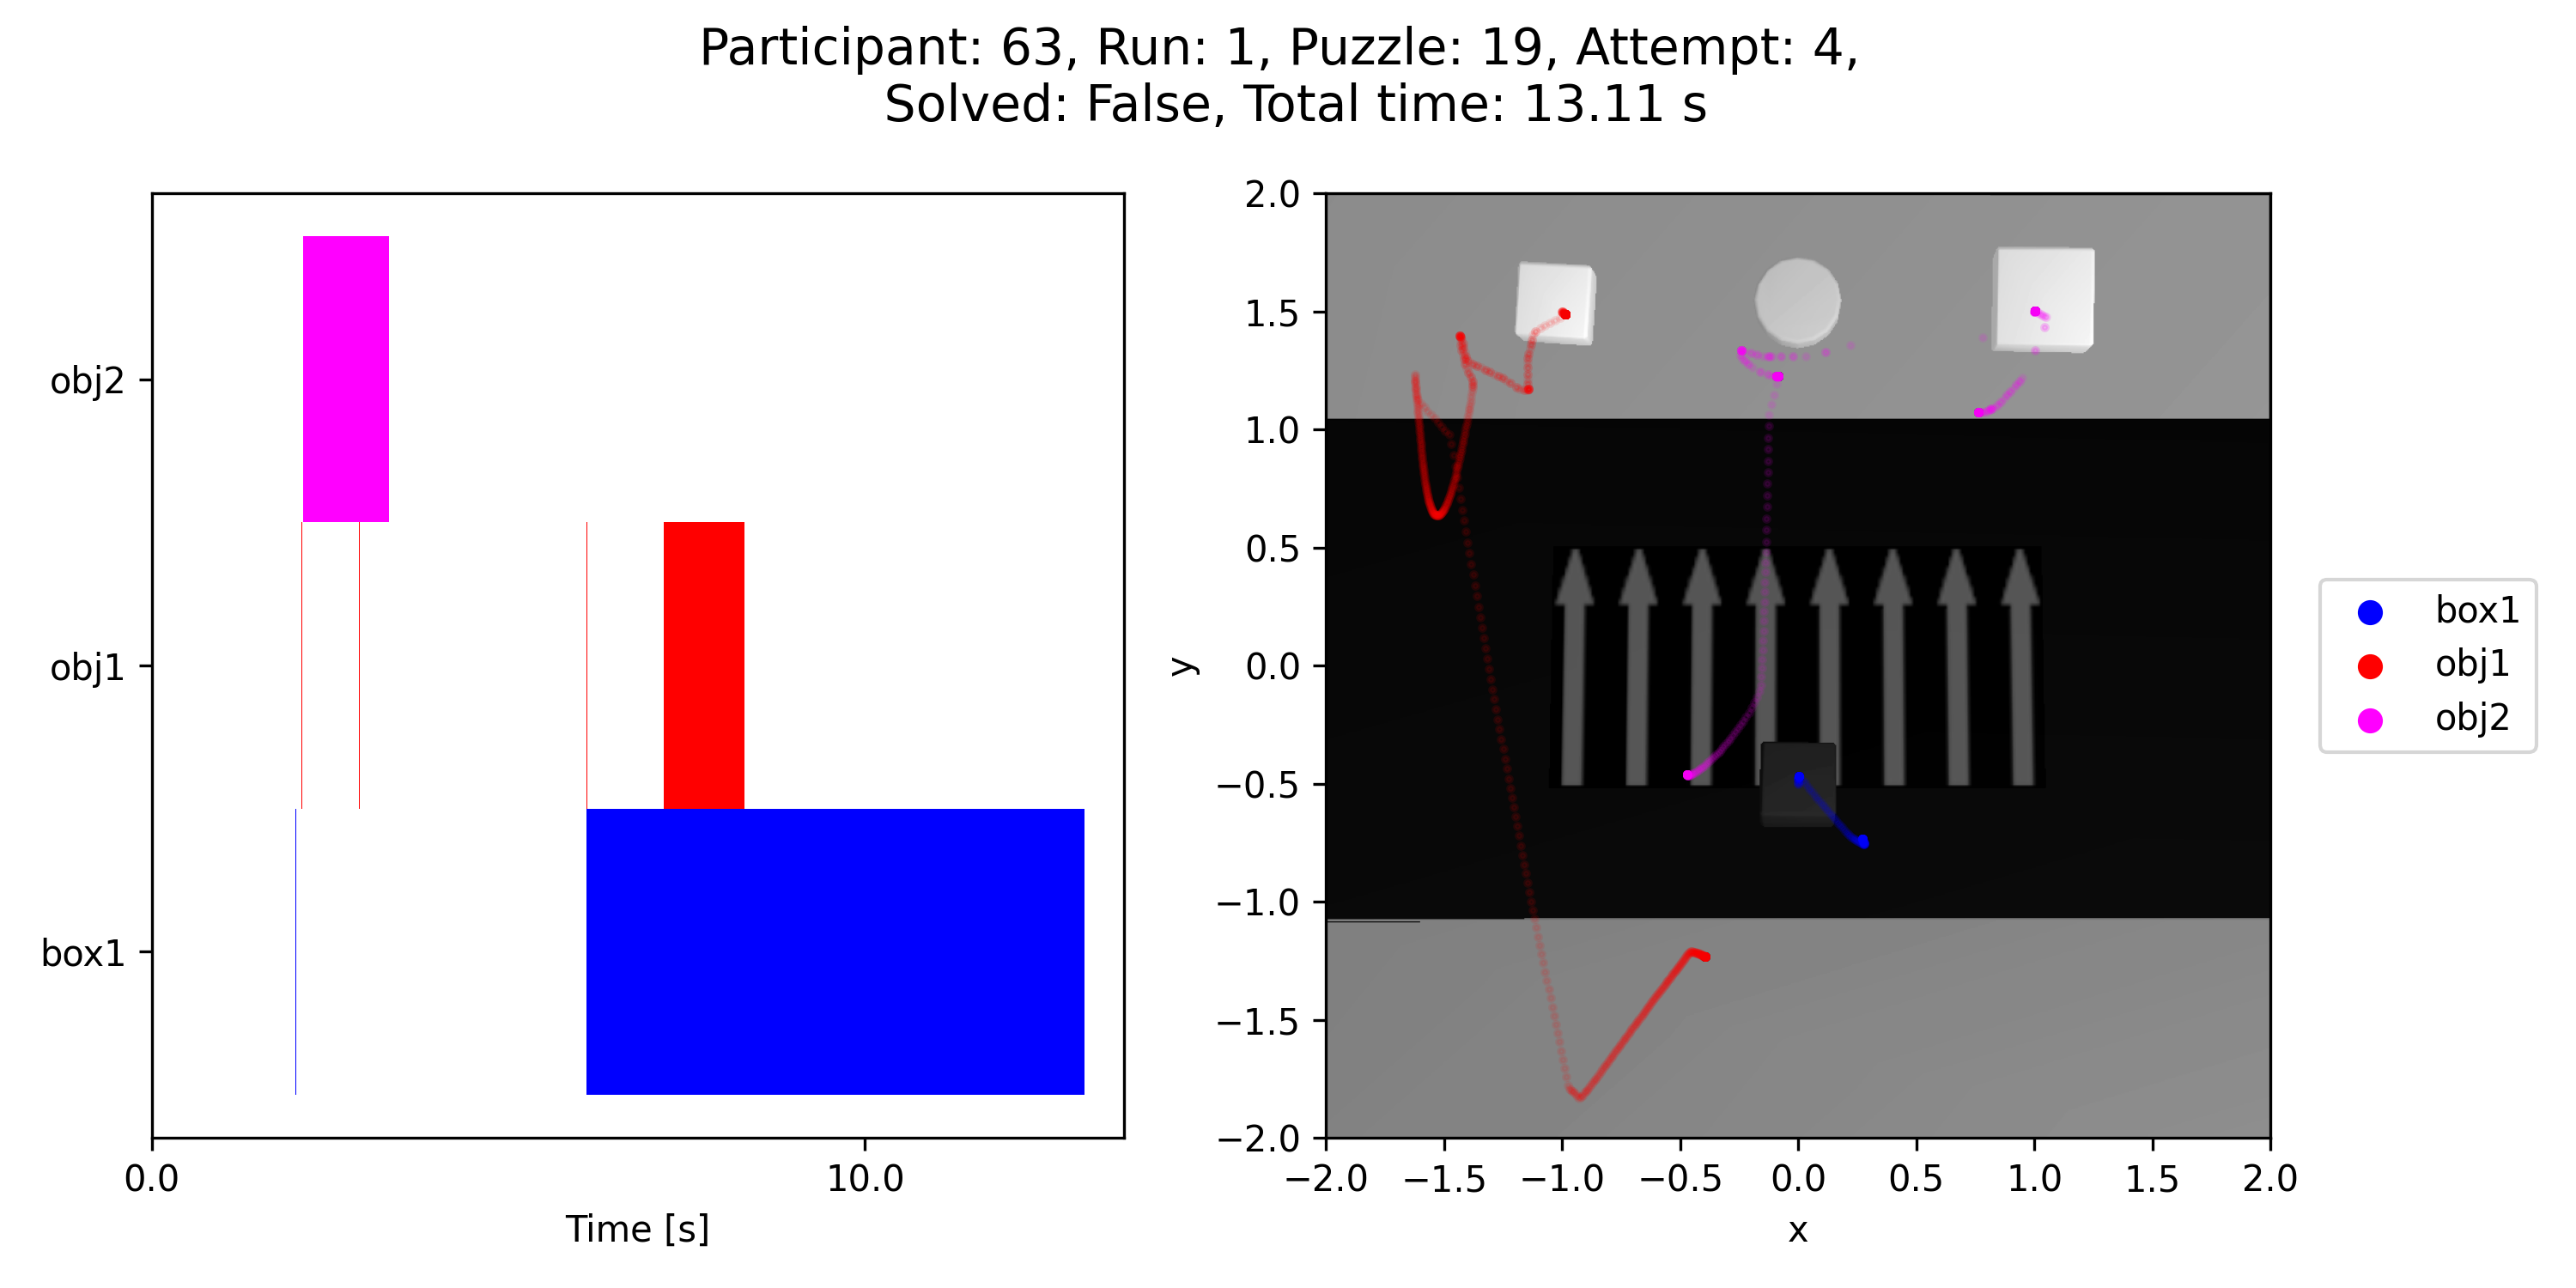 Participant: 63, Run: 1, Puzzle: 19, Attempt: 4,
Solved: False, Total time: 13.11 s
obj2
obj1
box1
0.0
10.0
Time [s]
2.0
1.5
1.0
0.5
0.0
−0.5
−1.0
−1.5
−2.0
y
−2.0
−1.5
−1.0
−0.5
0.0
0.5
1.0
1.5
2.0
x
box1
obj1
obj2